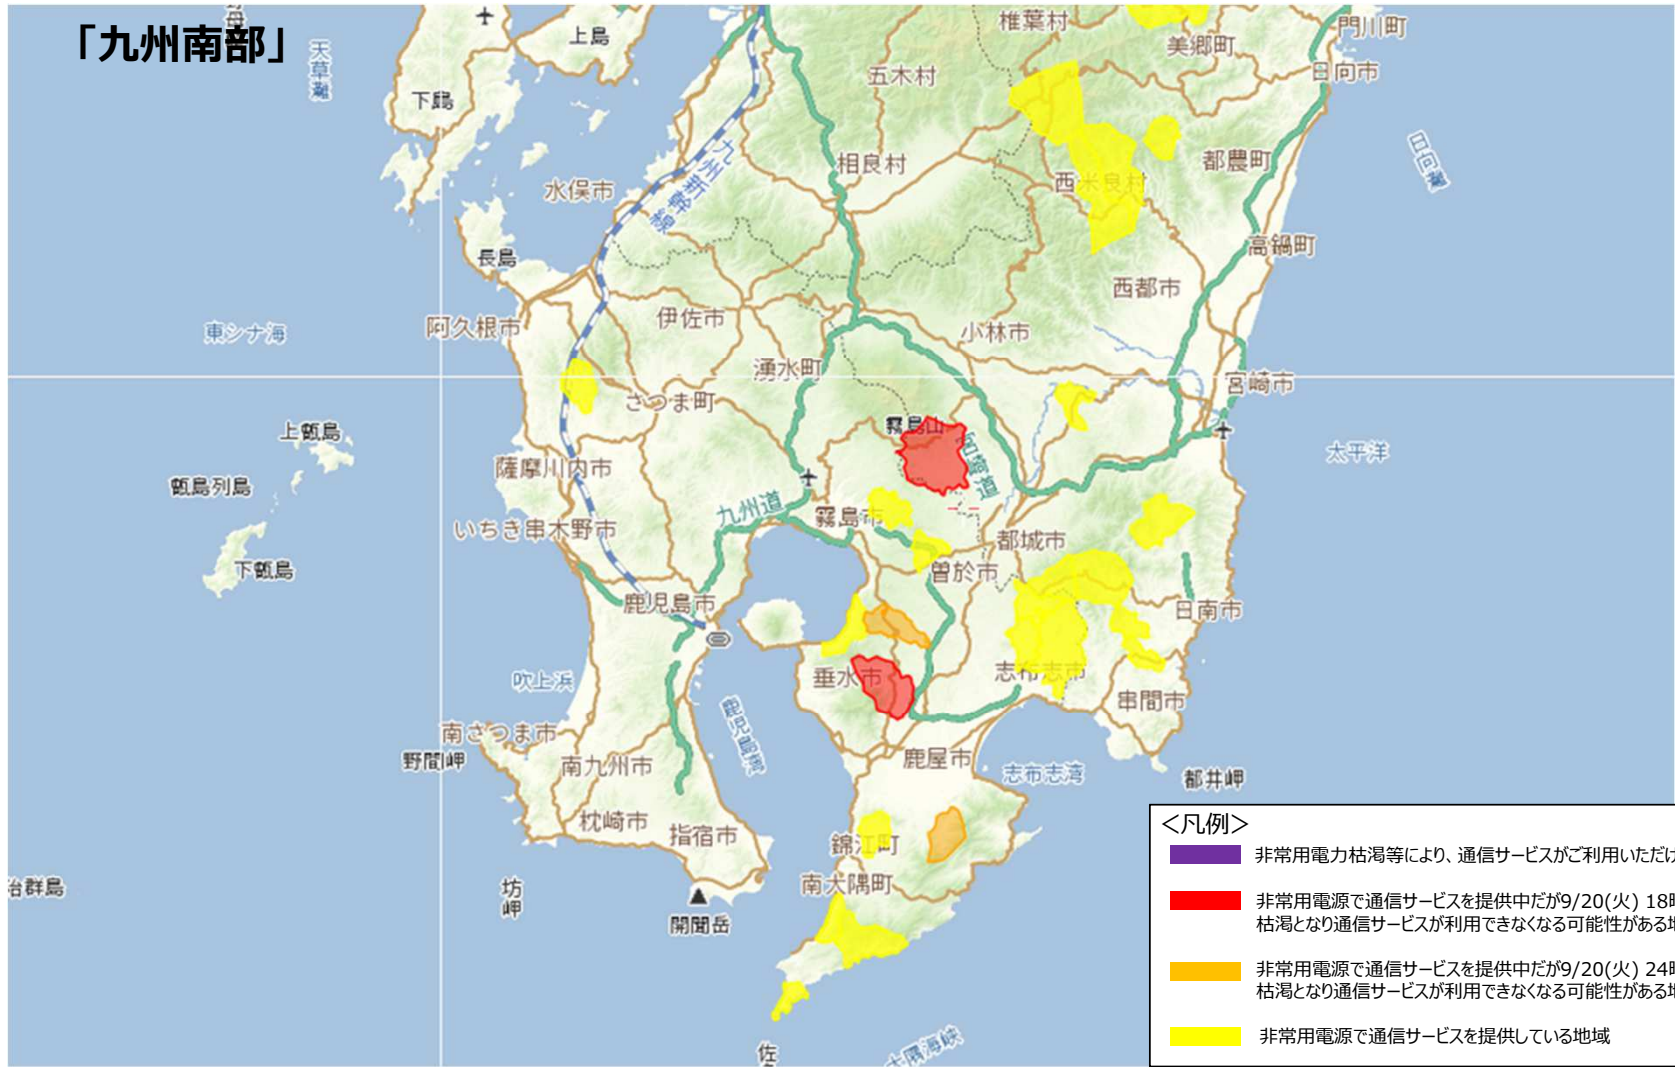 「九州南部」
天草灘
上島
下島
椎葉村
美郷町
門川町
日向市
五木村
相良村
西米良村
都農町
日向灘
水俣市
九州新幹線
長島
高鍋町
西都市
東シナ海
阿久根市
伊佐市
小林市
湧水町
宮崎市
さつま町
上甑島
霧島山
太平洋
薩摩川内市
甑島列島
九州道
霧島市
いちき串木野市
都城市
下甑島
曽於市
鹿児島市
日南市
垂水市
志布志市
吹上浜
串間市
南さつま市
野間岬
鹿屋市
南九州市
志布志湾
都井岬
枕崎市
指宿市
錦江町
南大隅町
治群島
坊岬
開聞岳
佐
大隅海峡
＜凡例＞
非常用電力枯渇等により、通信サービスがご利用いただけ
非常用電源で通信サービスを提供中だが9/20(火) 18時
枯渇となり通信サービスが利用できなくなる可能性がある地
非常用電源で通信サービスを提供中だが9/20(火) 24時
枯渇となり通信サービスが利用できなくなる可能性がある地
非常用電源で通信サービスを提供している地域